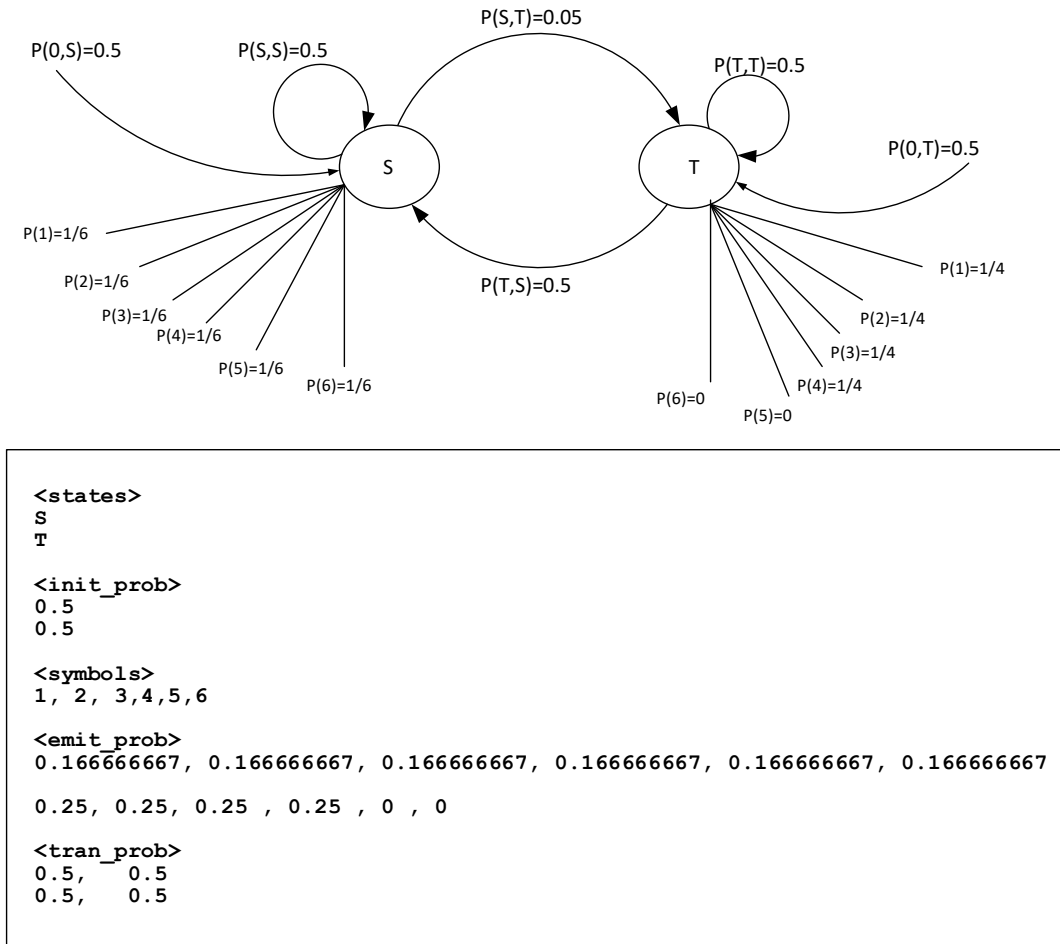 P(S,T)=0.05
P(0,S)=0.5
P(S,S)=0.5
P(T,T)=0.5
P(0,T)=0.5
S
T
P(1)=1/6
P(2)=1/6
P(3)=1/6
P(4)=1/6
P(5)=1/6
P(6)=1/6
P(T,S)=0.5
P(1)=1/4
P(2)=1/4
P(3)=1/4
P(4)=1/4
P(6)=0
P(5)=0
<states>
S
T
<init_prob>
0.5
0.5
<symbols>
1, 2, 3,4,5,6
<emit_prob>
0.166666667, 0.166666667, 0.166666667, 0.166666667, 0.166666667, 0.166666667
0.25, 0.25, 0.25 , 0.25 , 0 , 0
<tran_prob>
0.5, 0.5
0.5, 0.5